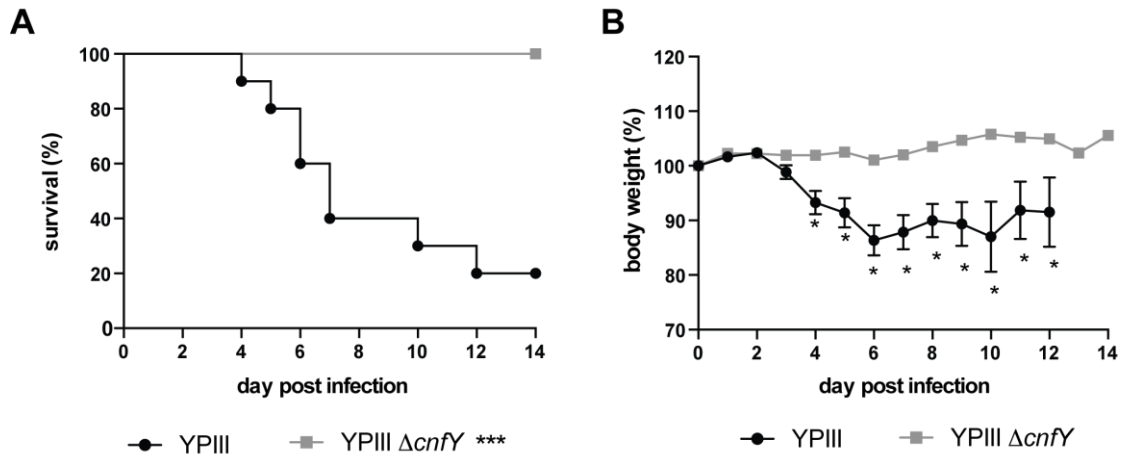 A
survival (%)
100
80
60
40
20
0
0 2 4 6 8 10 12 14
day post infection
YPIII YPIII ΔcnfY ***
B
body weight (%)
120
110
100
90
80
70
* * * * * * * * *
0 2 4 6 8 10 12 14
day post infection
YPIII YPIII ΔcnfY